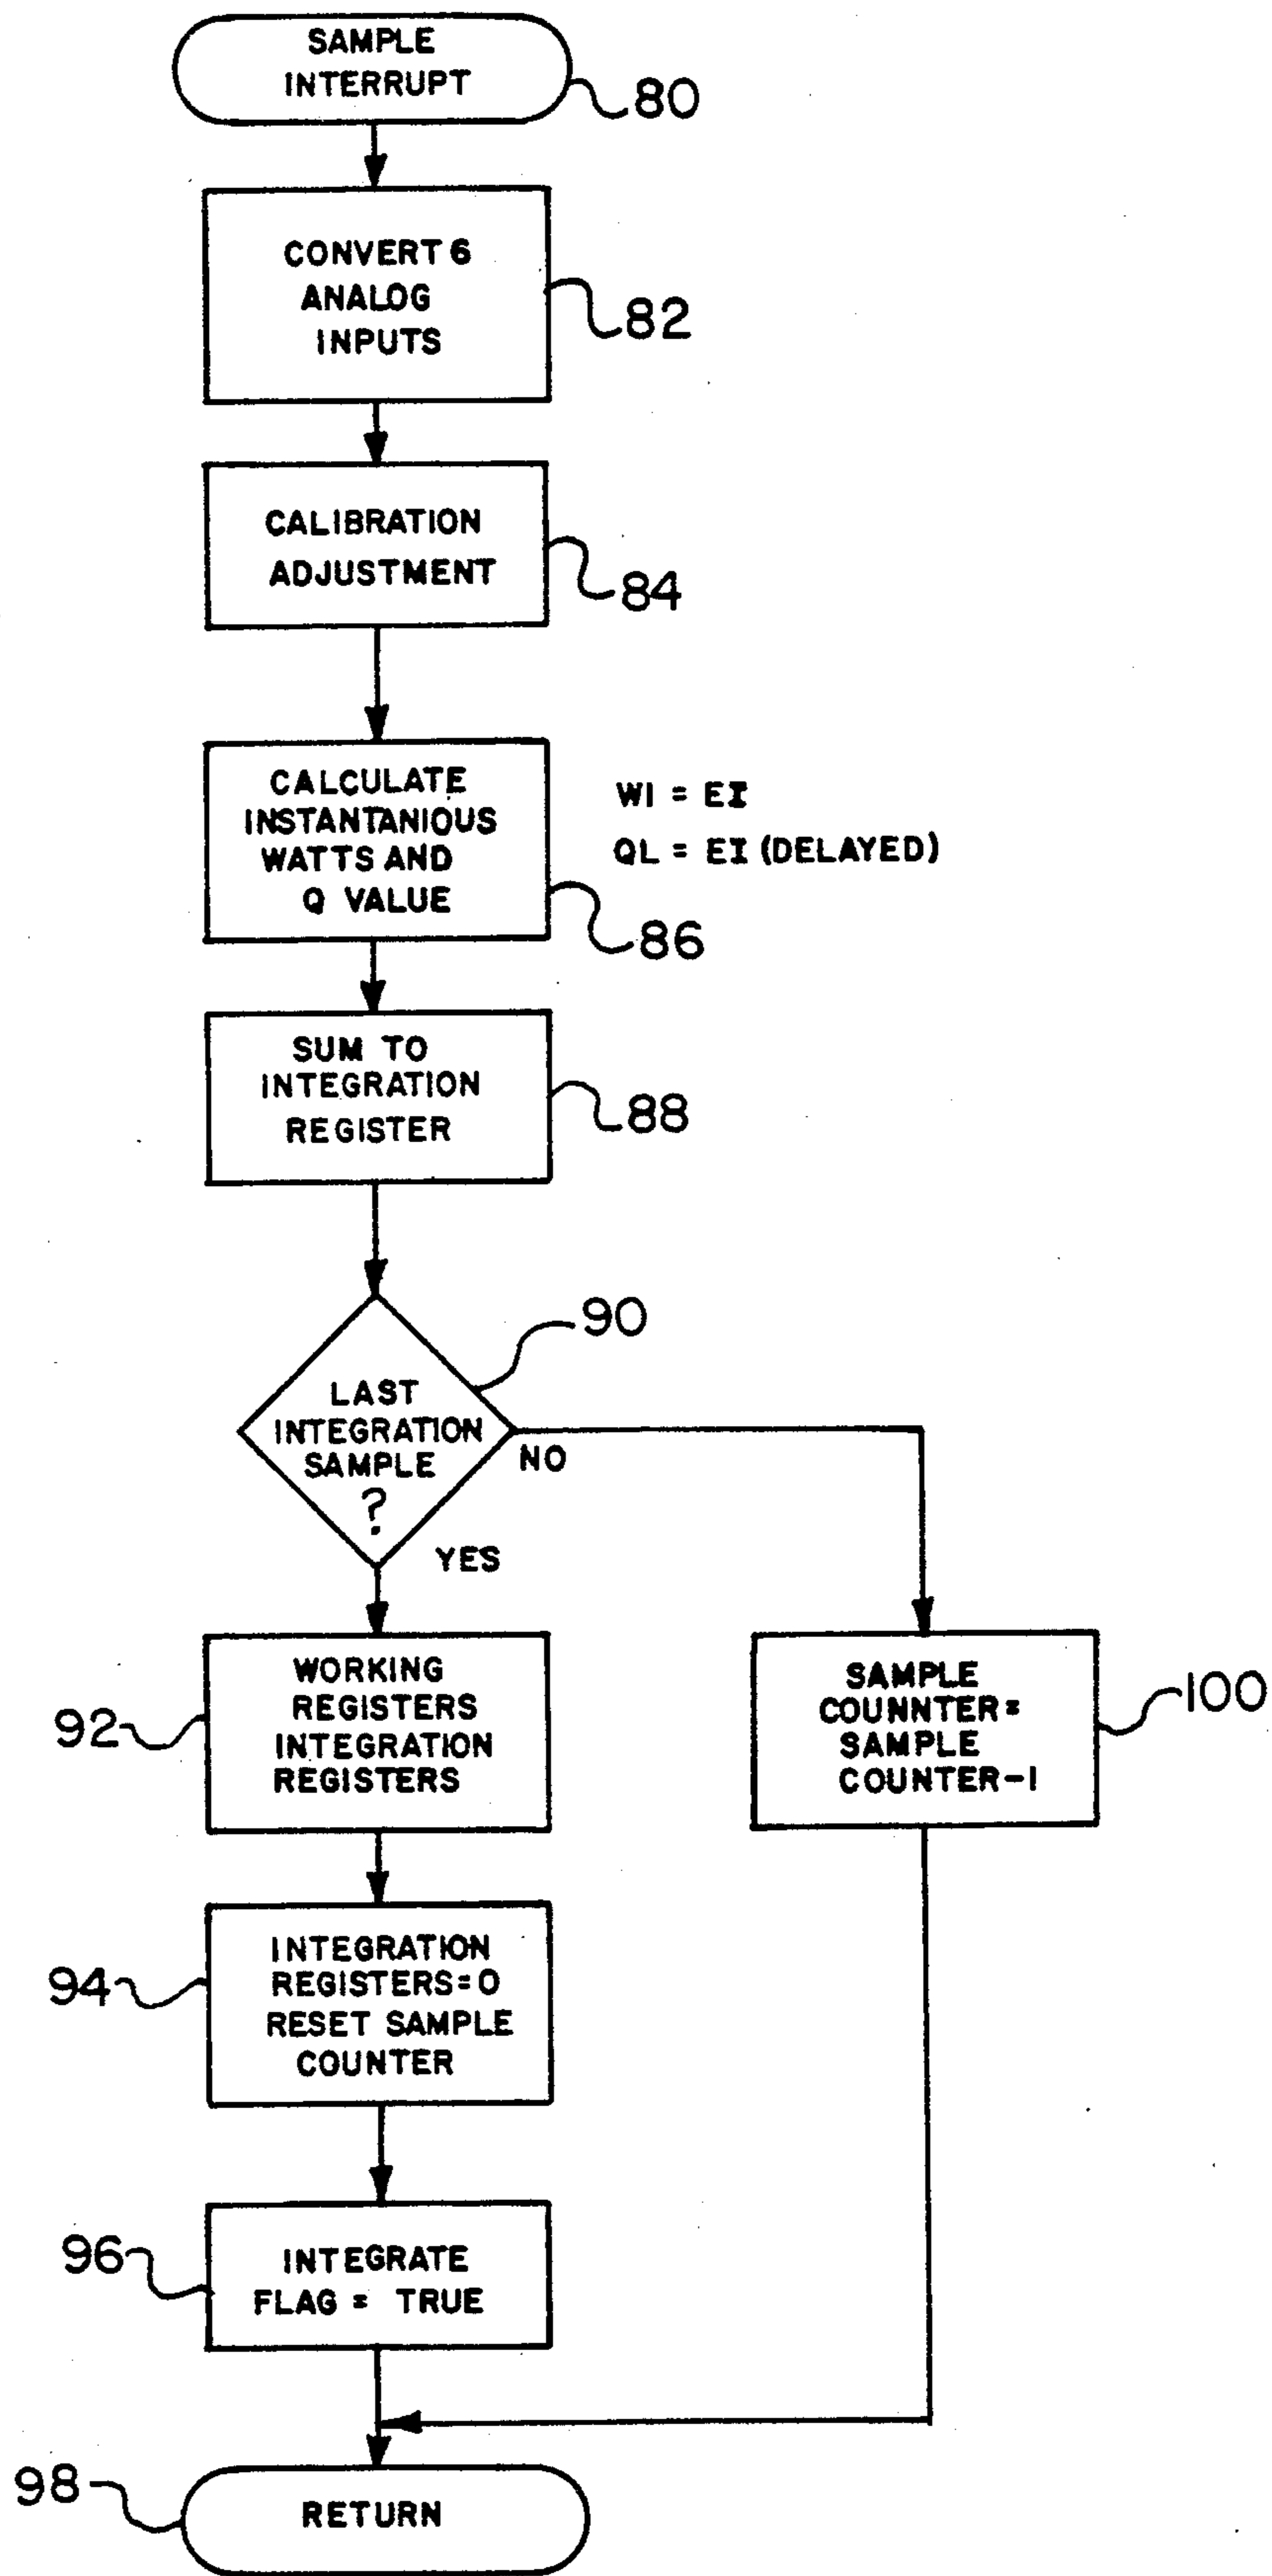 SAMPLE
INTERRUPT
80
CONVERT 6
ANALOG
INPUTS
82
CALIBRATION
ADJUSTMENT
84
CALCULATE
INSTANTANIOUS
WATTS AND
Q VALUE
WI = EI
QL = EI (DELAYED)
86
SUM TO
INTEGRATION
REGISTER
88
90
LAST
INTEGRATION
SAMPLE
?
NO
YES
WORKING
REGISTERS
INTEGRATION
REGISTERS
92
SAMPLE
COUNNTER=
SAMPLE
COUNTER-1
100
INTEGRATION
REGISTERS=0
RESET SAMPLE
COUNTER
94
INTEGRATE
FLAG = TRUE
96
98
RETURN